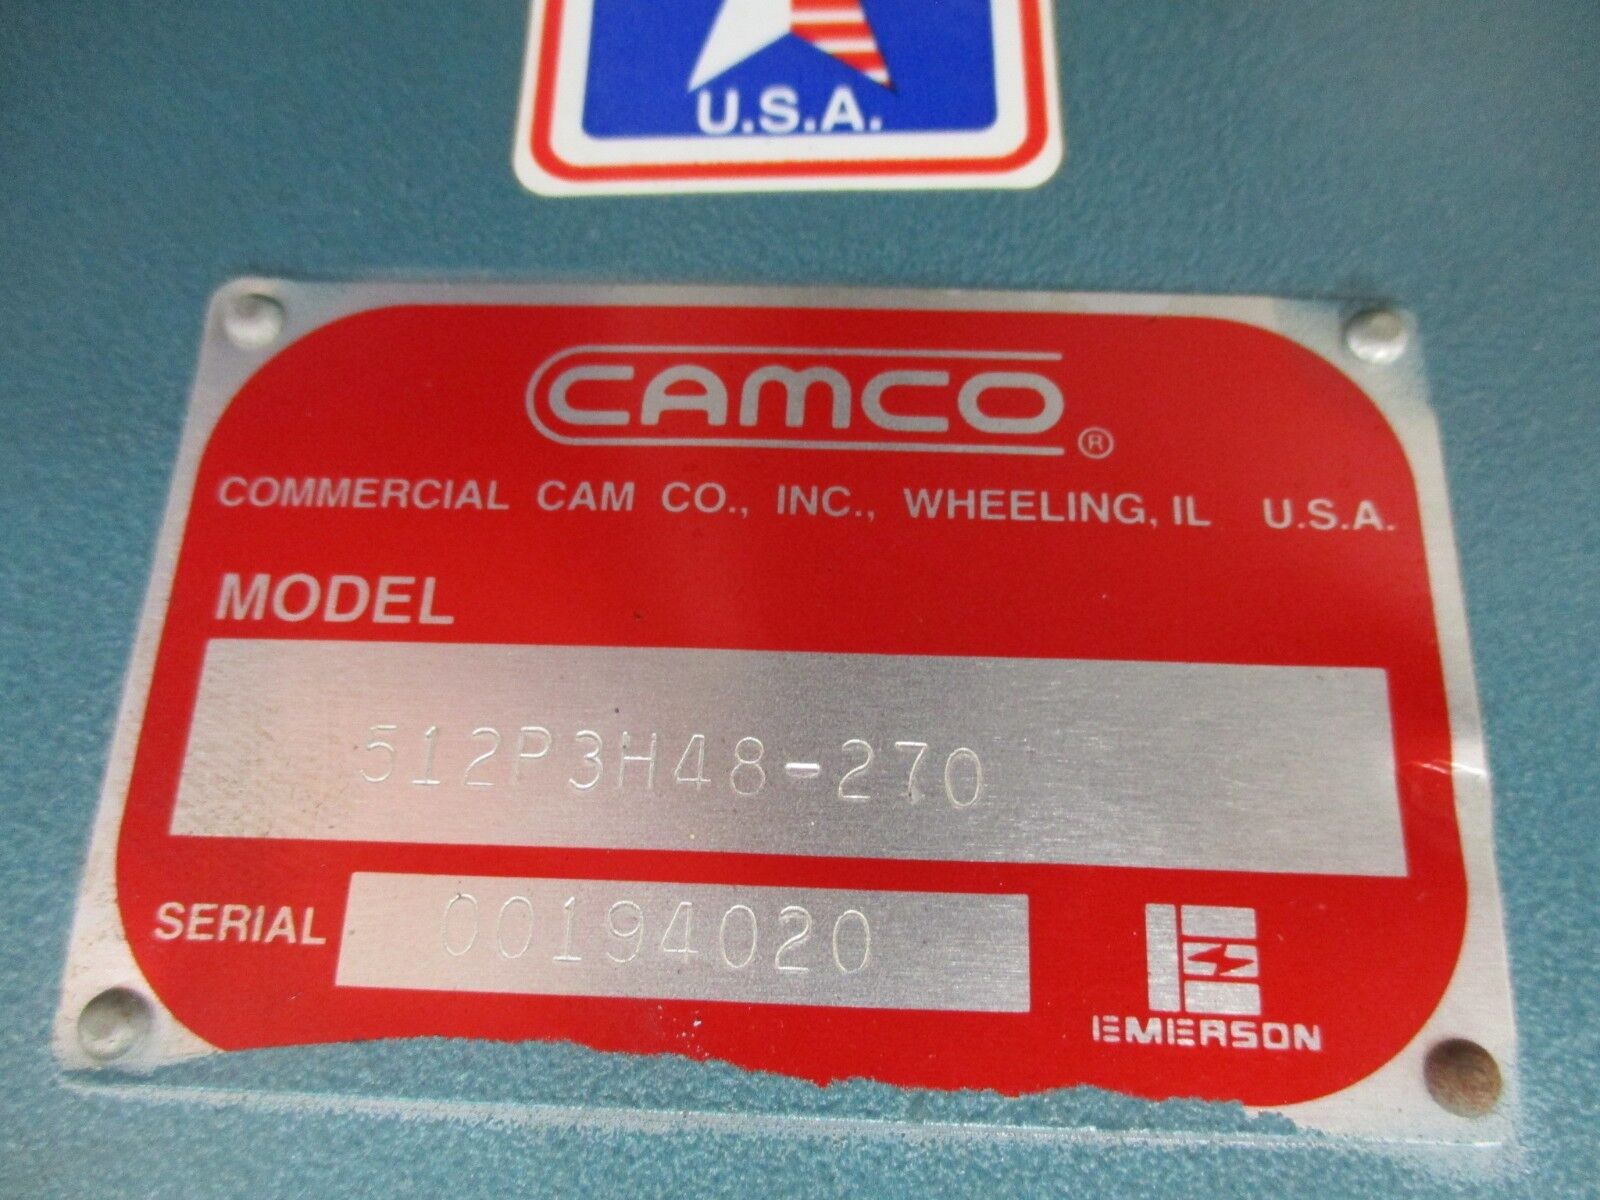 U.S.A.
CAMCO®
COMMERCIAL CAM CO., INC., WHEELING, IL U.S.A.
MODEL
512P3H48-270
SERIAL 00194020
EMERSON